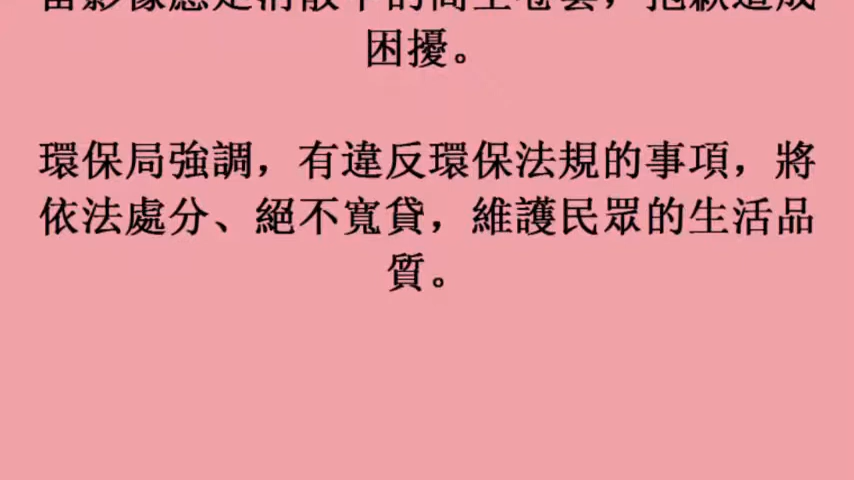 困擾。
環保局強調，有違反環保法規的事項，將
依法處分、絕不寬貸，維護民眾的生活品
質。